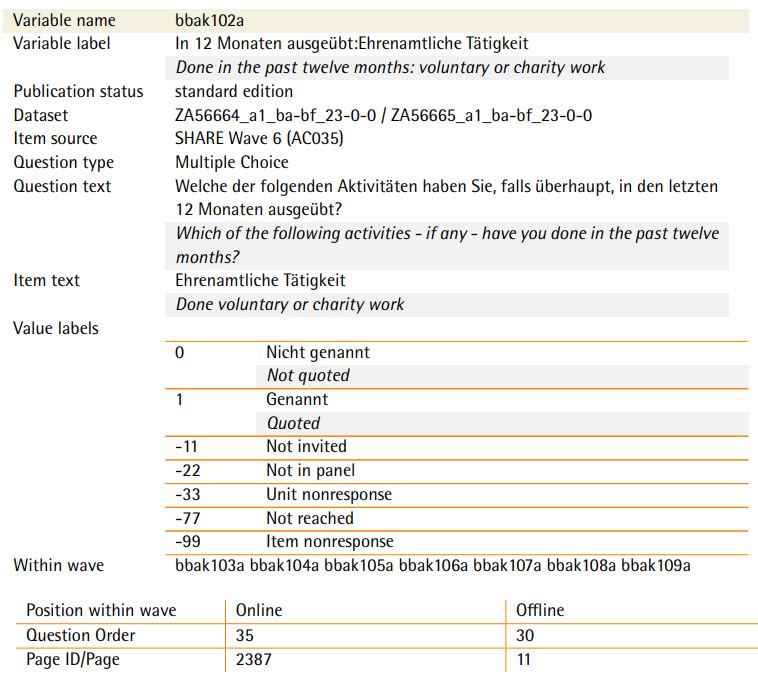 Variable name bbak102a
Variable label In 12 Monaten ausgeübt:Ehrenamtliche Tätigkeit
Done in the past twelve months: voluntary or charity work
Publication status standard edition
Dataset ZA56664_a1_ba-bf_23-0-0 / ZA56665_a1_ba-bf_23-0-0
Item source SHARE Wave 6 (AC035)
Question type Multiple Choice
Question text Welche der folgenden Aktivitäten haben Sie, falls überhaupt, in den letzten
12 Monaten ausgeübt?
Which of the following activities - if any - have you done in the past twelve
months?
Item text Ehrenamtliche Tätigkeit
Done voluntary or charity work
Value labels
0 Nicht genannt
Not quoted
1 Genannt
Quoted
-11 Not invited
-22 Not in panel
-33 Unit nonresponse
-77 Not reached
-99 Item nonresponse
Within wave bbak103a bbak104a bbak105a bbak106a bbak107a bbak108a bbak109a
Position within wave Online Offline
Question Order 35 30
Page ID/Page 2387 11